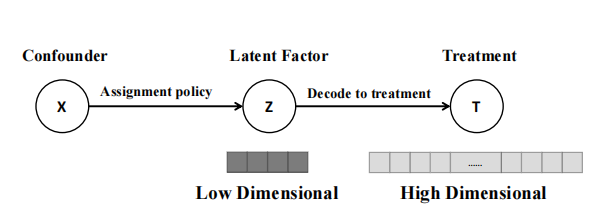 Confounder Latent Factor Treatment
Assignment policy Decode to treatment
X Z T
......
Low Dimensional High Dimensional